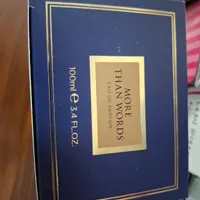 MORE
THAN WORDS
EAU DE PARFUM
100ml e 3.4 FL.OZ.